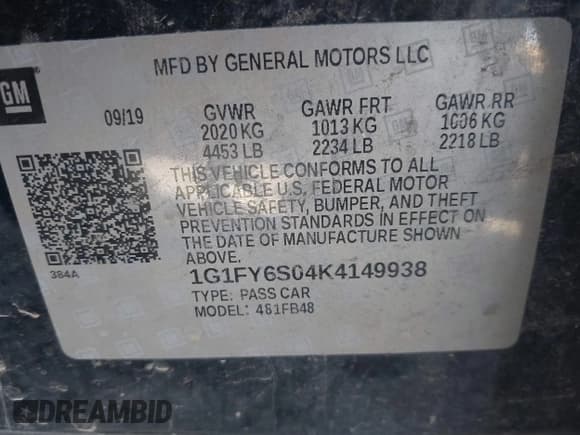 MFD BY GENERAL MOTORS LLC
GM
09/19 GVWR GAWR FRT GAWR RR
2020 KG 1013 KG 1006 KG
4453 LB 2234 LB 2218 LB
THIS VEHICLE CONFORMS TO ALL
APPLICABLE U.S. FEDERAL MOTOR
VEHICLE SAFETY, BUMPER, AND THEFT
PREVENTION STANDARDS IN EFFECT ON
THE DATE OF MANUFACTURE SHOWN
ABOVE.
384A
1G1FY6S04K4149938
TYPE: PASS CAR
MODEL: 481FB48
DREAMBID